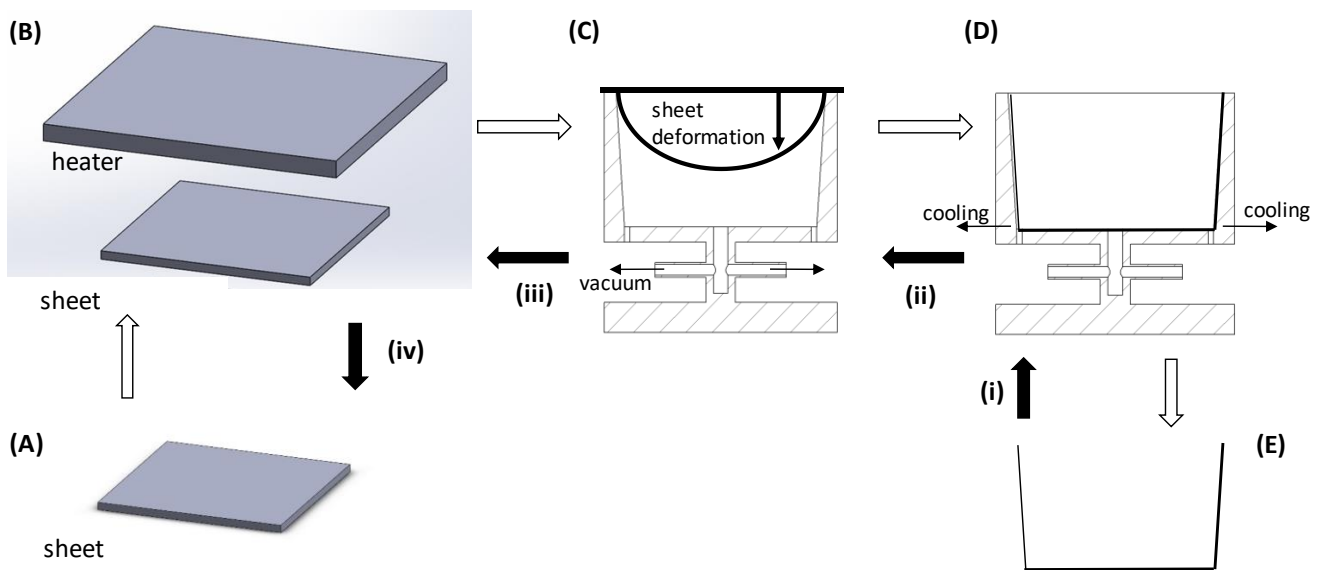 (B)
heater
sheet
(iv)
(A)
sheet
(C)
sheet
deformation
vacuum
(iii)
(D)
cooling
cooling
(ii)
(i)
(E)